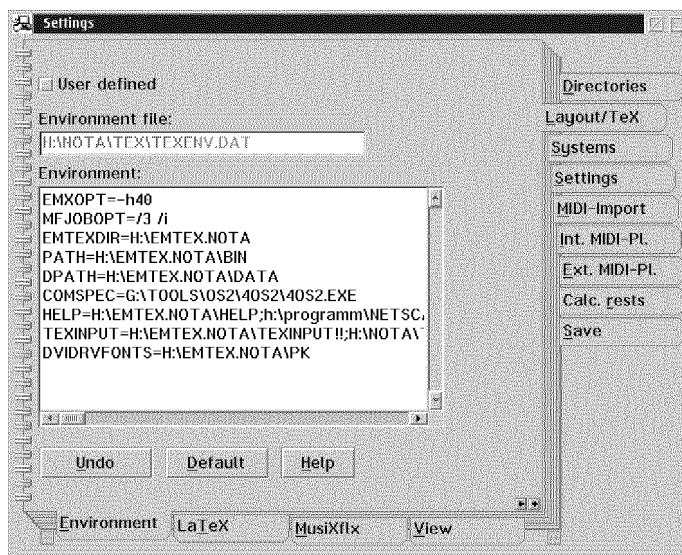 Settings
User defined
Environment file:
H:\NOTA\TEX\TEXENV.DAT
Environment:
EMXOPT=-h40
MFJOBOPT=/3 /i
EMTEXDIR=H:\EMTEX.NOTA
PATH=H:\EMTEX.NOTA\BIN
DPATH=H:\EMTEX.NOTA\DATA
COMSPEC=G:\TOOLS\OS2\4OS2\4OS2.EXE
HELP=H:\EMTEX.NOTA\HELP;h:\programm\NETSC
TEXINPUT=H:\EMTEX.NOTA\TEXINPUT!!;H:\NOTA\
DVIDRVFONTS=H:\EMTEX.NOTA\PK
Undo Default Help
Environment LaTeX MusiXflx View
Directories
Layout/TeX
Systems
Settings
MIDI-Import
Int. MIDI-Pl.
Ext. MIDI-Pl.
Calc. rests
Save